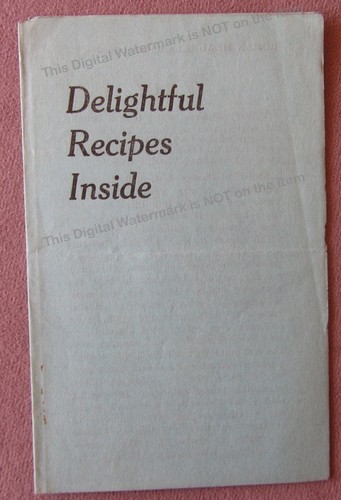 This Digital Watermark is NOT on the Item
Delightful
Recipes
Inside
This Digital Watermark is NOT on the Item